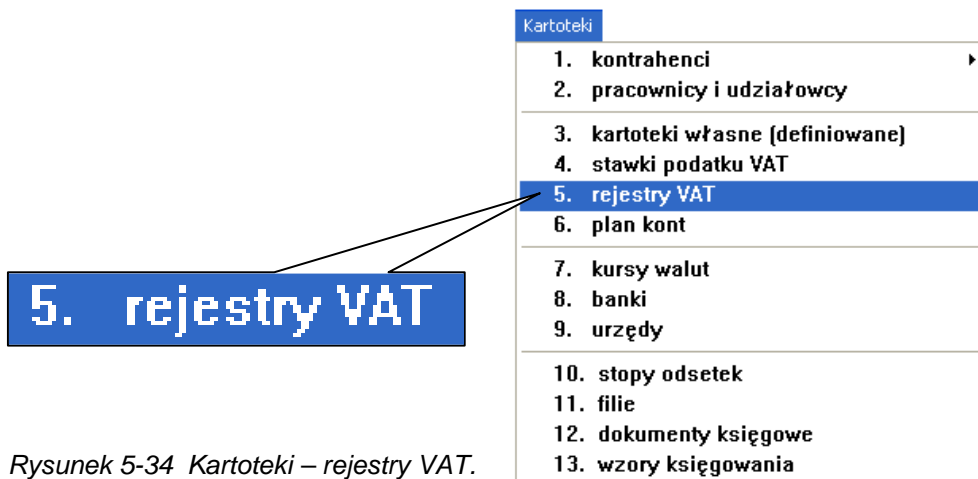 Kartoteki
1. kontrahenci
2. pracownicy i udziałowcy
3. kartoteki własne (definiowane)
4. stawki podatku VAT
5. rejestry VAT
6. plan kont
7. kursy walut
8. banki
9. urzędy
10. stopy odsetek
11. filie
12. dokumenty księgowe
13. wzory księgowania
5. rejestry VAT
Rysunek 5-34 Kartoteki – rejestry VAT.